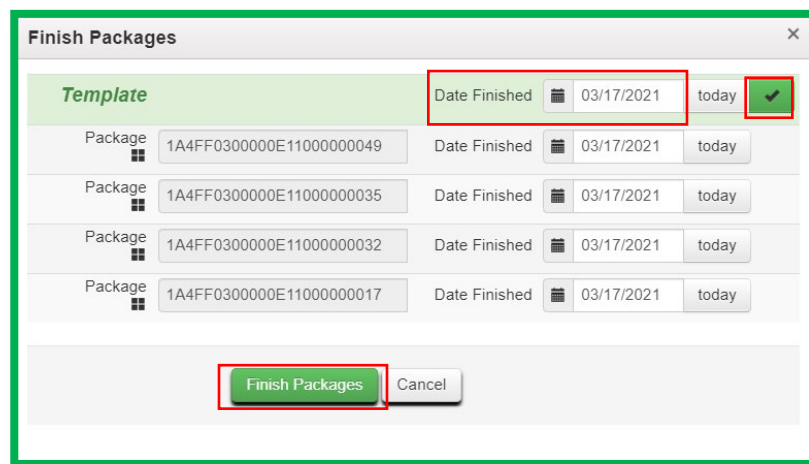 Finish Packages ×
Template Date Finished 03/17/2021 today
Package 1A4FF0300000E11000000049 Date Finished 03/17/2021 today
Package 1A4FF0300000E11000000035 Date Finished 03/17/2021 today
Package 1A4FF0300000E11000000032 Date Finished 03/17/2021 today
Package 1A4FF0300000E11000000017 Date Finished 03/17/2021 today
Finish Packages Cancel